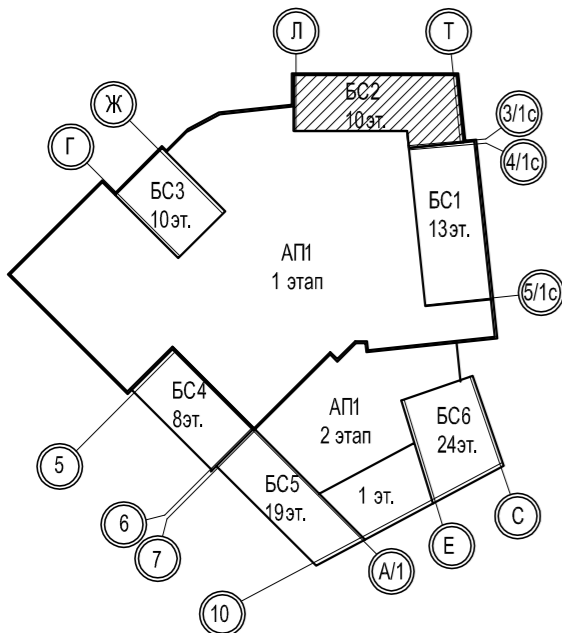 Л
Т
Ж
БС2
10эт.
3/1с
Г
4/1с
БС3
10эт.
БС1
13эт.
АП1
1 этап
5/1с
БС4
8эт.
АП1
2 этап
БС6
24эт.
5
БС5
19эт.
1 эт.
6
7
Е
С
А/1
10